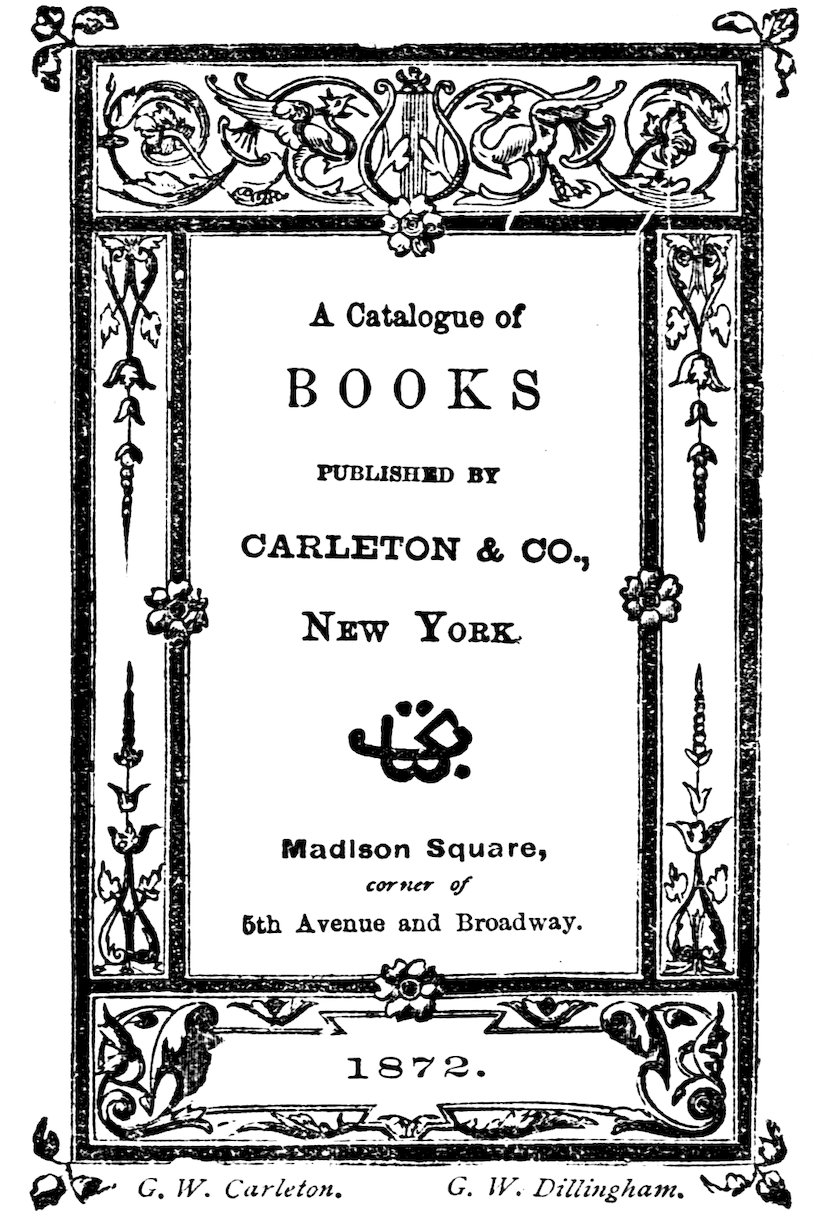 A Catalogue of
BOOKS
PUBLISHED BY
CARLETON & CO.,
NEW YORK.
Madison Square,
corner of
5th Avenue and Broadway.
1872.
G. W. Carleton. G. W. Dillingham.